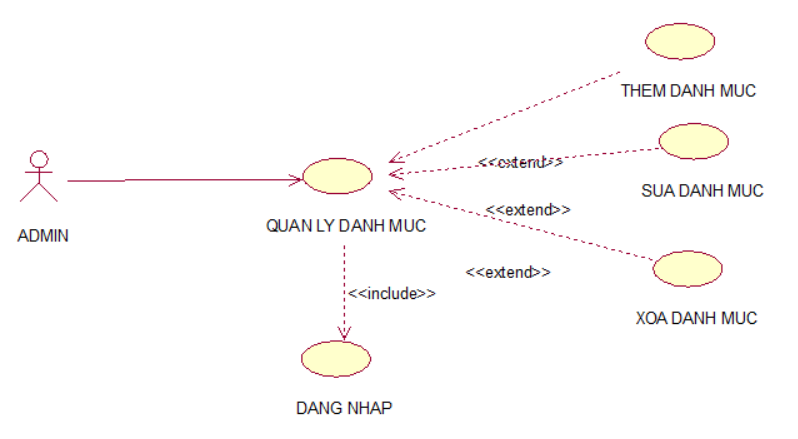 THEM DANH MUC
<<extend>>
SUA DANH MUC
<<extend>>
QUAN LY DANH MUC
ADMIN
<<extend>>
<<include>>
XOA DANH MUC
DANG NHAP